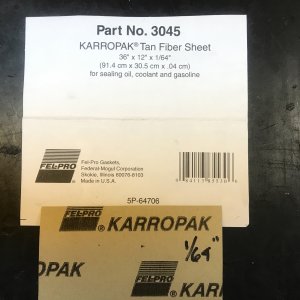 Part No. 3045
KARROPAK® Tan Fiber Sheet
36" x 12" x 1/64"
(91.4 cm x 30.5 cm x .04 cm)
for sealing oil, coolant and gasoline
FEL-PRO®
Fel-Pro Gaskets,
Federal-Mogul Corporation
Skokie, Illinois 60076-8103
Made in U.S.A.
5P-64706
FEL-PRO® KARROPAK
1/64"
OPAK
FEL-PRO® KARR